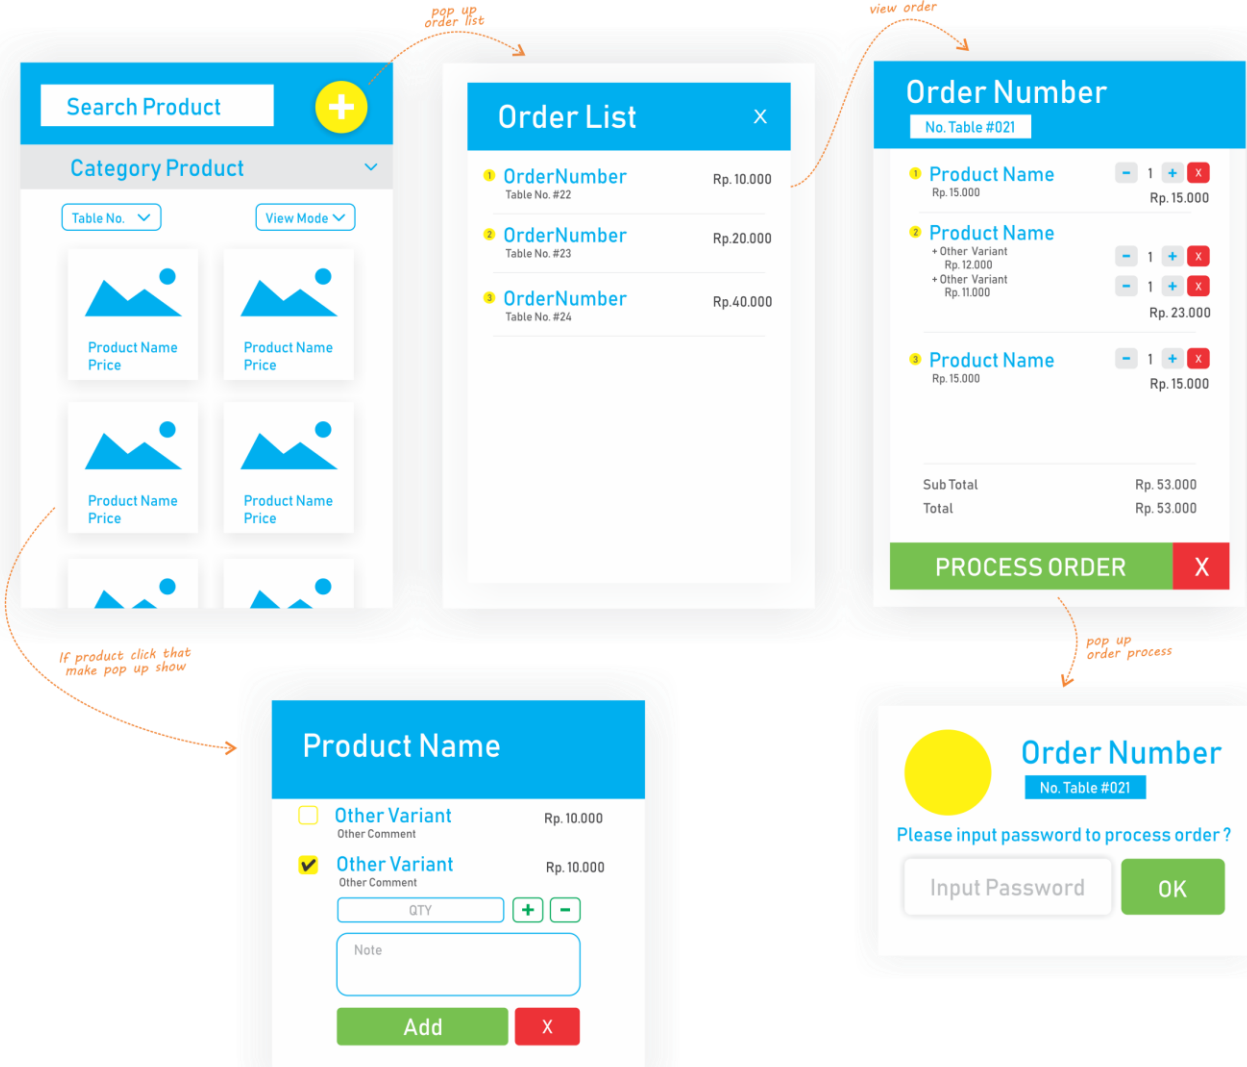 pop up
order list
view order
Search Product
+
Category Product
Table No.
View Mode
Product Name
Price
Product Name
Price
Product Name
Price
Product Name
Price
If product click that
make pop up show
Order List X
1 OrderNumber Rp. 10.000
Table No. #22
2 OrderNumber Rp.20.000
Table No. #23
3 OrderNumber Rp.40.000
Table No. #24
Order Number
No. Table #021
1 Product Name - 1 + X
Rp. 15.000 Rp. 15.000
2 Product Name
+ Other Variant - 1 + X
Rp. 12.000
+ Other Variant - 1 + X
Rp. 11.000
Rp. 23.000
3 Product Name - 1 + X
Rp. 15.000 Rp. 15.000
Sub Total Rp. 53.000
Total Rp. 53.000
PROCESS ORDER X
pop up
order process
Product Name
Other Variant Rp. 10.000
Other Comment
Other Variant Rp. 10.000
Other Comment
QTY + -
Note
Add X
Order Number
No. Table #021
Please input password to process order ?
Input Password OK